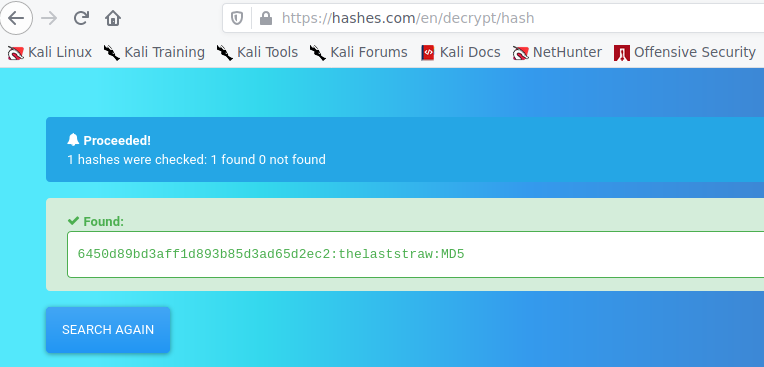 https://hashes.com/en/decrypt/hash
Kali Linux Kali Training Kali Tools Kali Forums Kali Docs NetHunter Offensive Security
Proceeded!
1 hashes were checked: 1 found 0 not found
Found:
6450d89bd3aff1d893b85d3ad65d2ec2:thelaststraw:MD5
SEARCH AGAIN